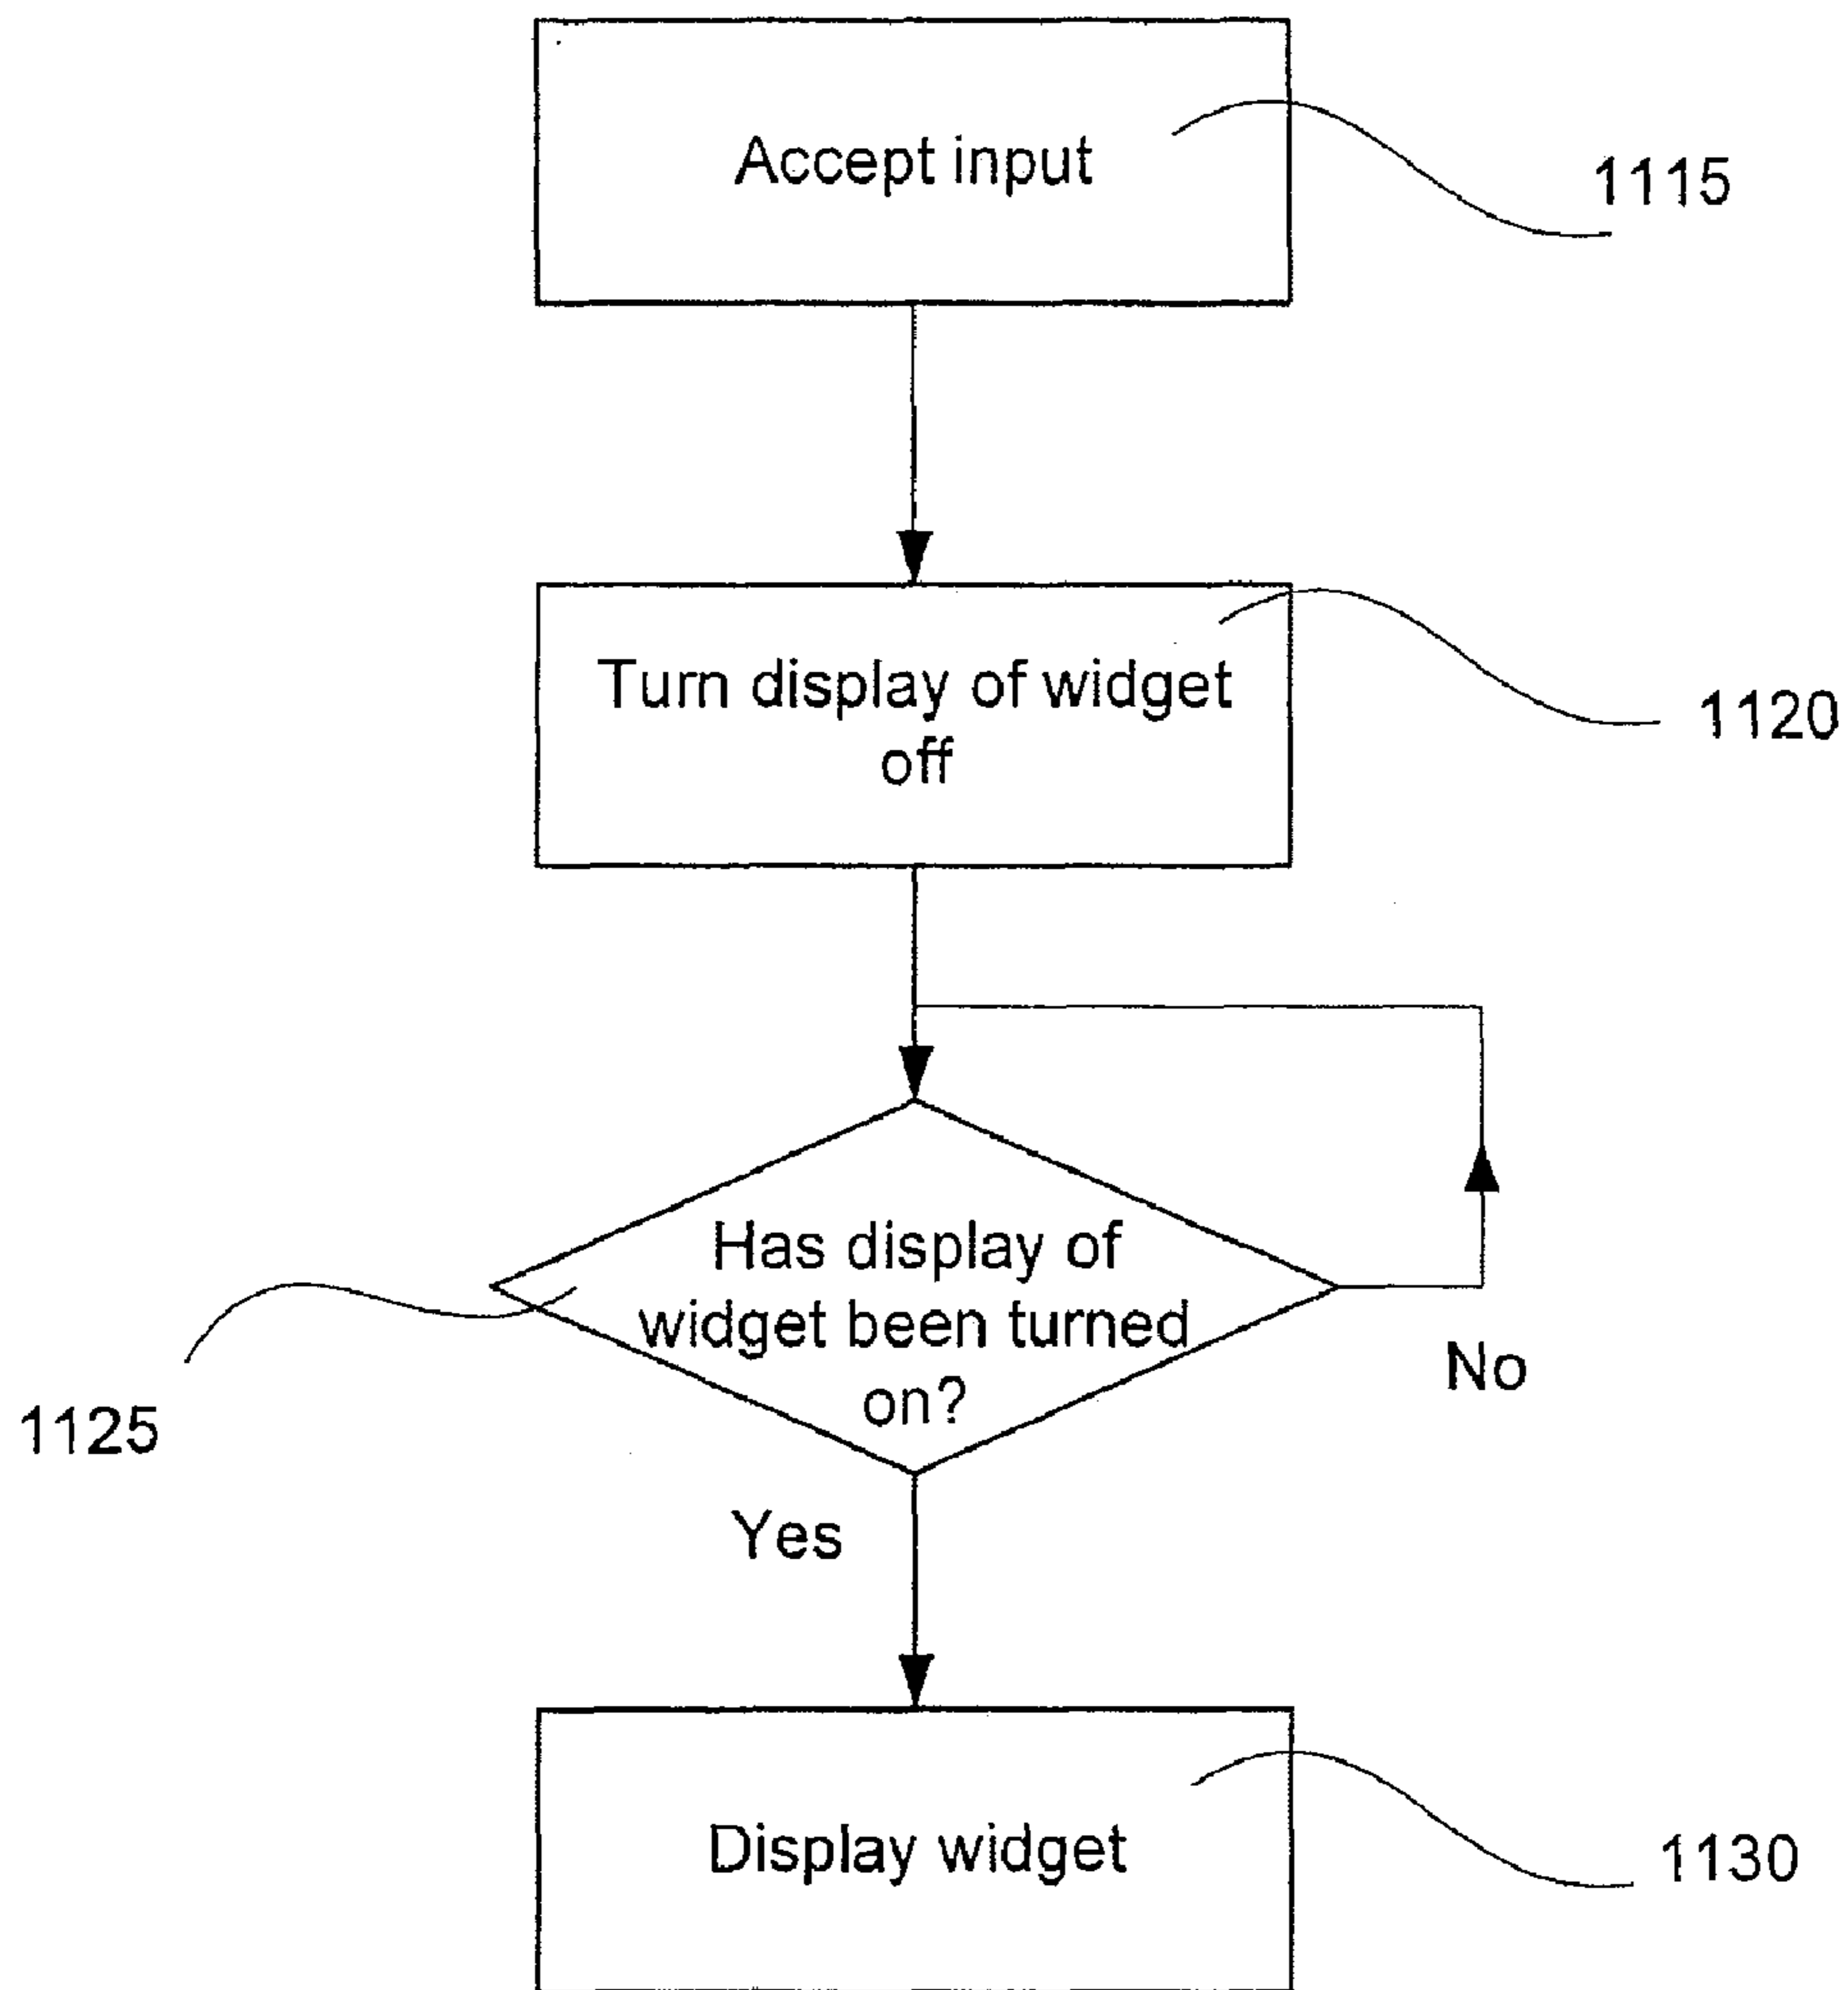 Accept input
1115
Turn display of widget
off
1120
Has display of
widget been turned
on?
No
1125
Yes
Display widget
1130